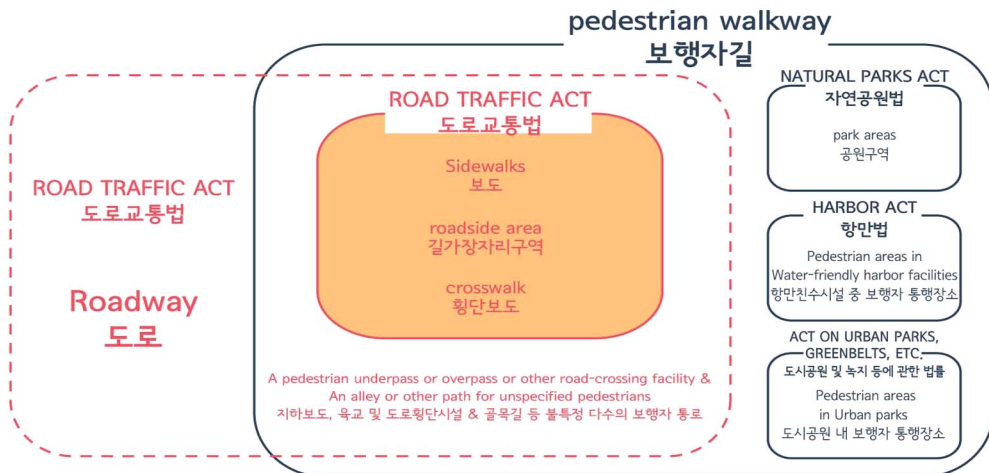 pedestrian walkway
보행자길
ROAD TRAFFIC ACT
도로교통법
Roadway
도로
ROAD TRAFFIC ACT
도로교통법
Sidewalks
보도
roadside area
길가장자리구역
crosswalk
횡단보도
A pedestrian underpass or overpass or other road-crossing facility &
An alley or other path for unspecified pedestrians
지하보도, 육교 및 도로횡단시설 & 골목길 등 불특정 다수의 보행자 통로
NATURAL PARKS ACT
자연공원법
park areas
공원구역
HARBOR ACT
항만법
Pedestrian areas in
Water-friendly harbor facilities
항만친수시설 중 보행자 통행장소
ACT ON URBAN PARKS,
GREENBELTS, ETC.
도시공원 및 녹지 등에 관한 법률
Pedestrian areas
in Urban parks
도시공원 내 보행자 통행장소